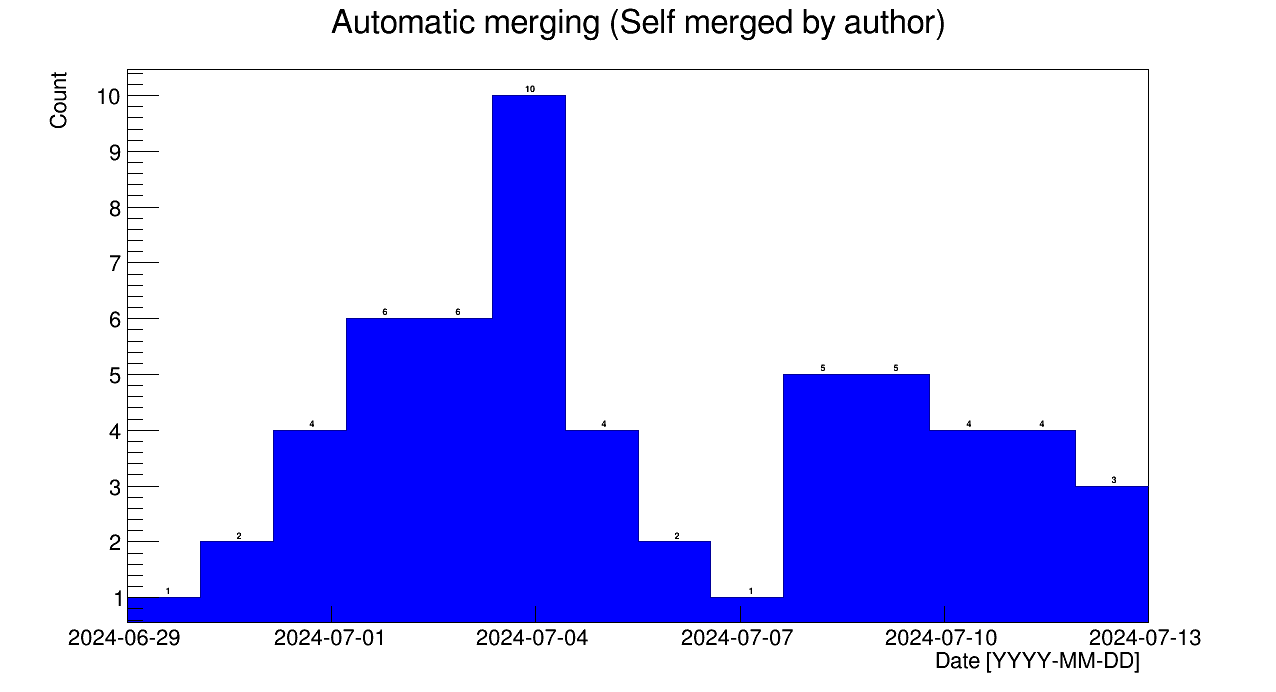 Automatic merging (Self merged by author)
Count
10
9
8
7
6
5
4
3
2
1
1 2 4 6 6 10 4 2 1 5 5 4 4 3
2024-06-29 2024-07-01 2024-07-04 2024-07-07 2024-07-10 2024-07-13
Date [YYYY-MM-DD]